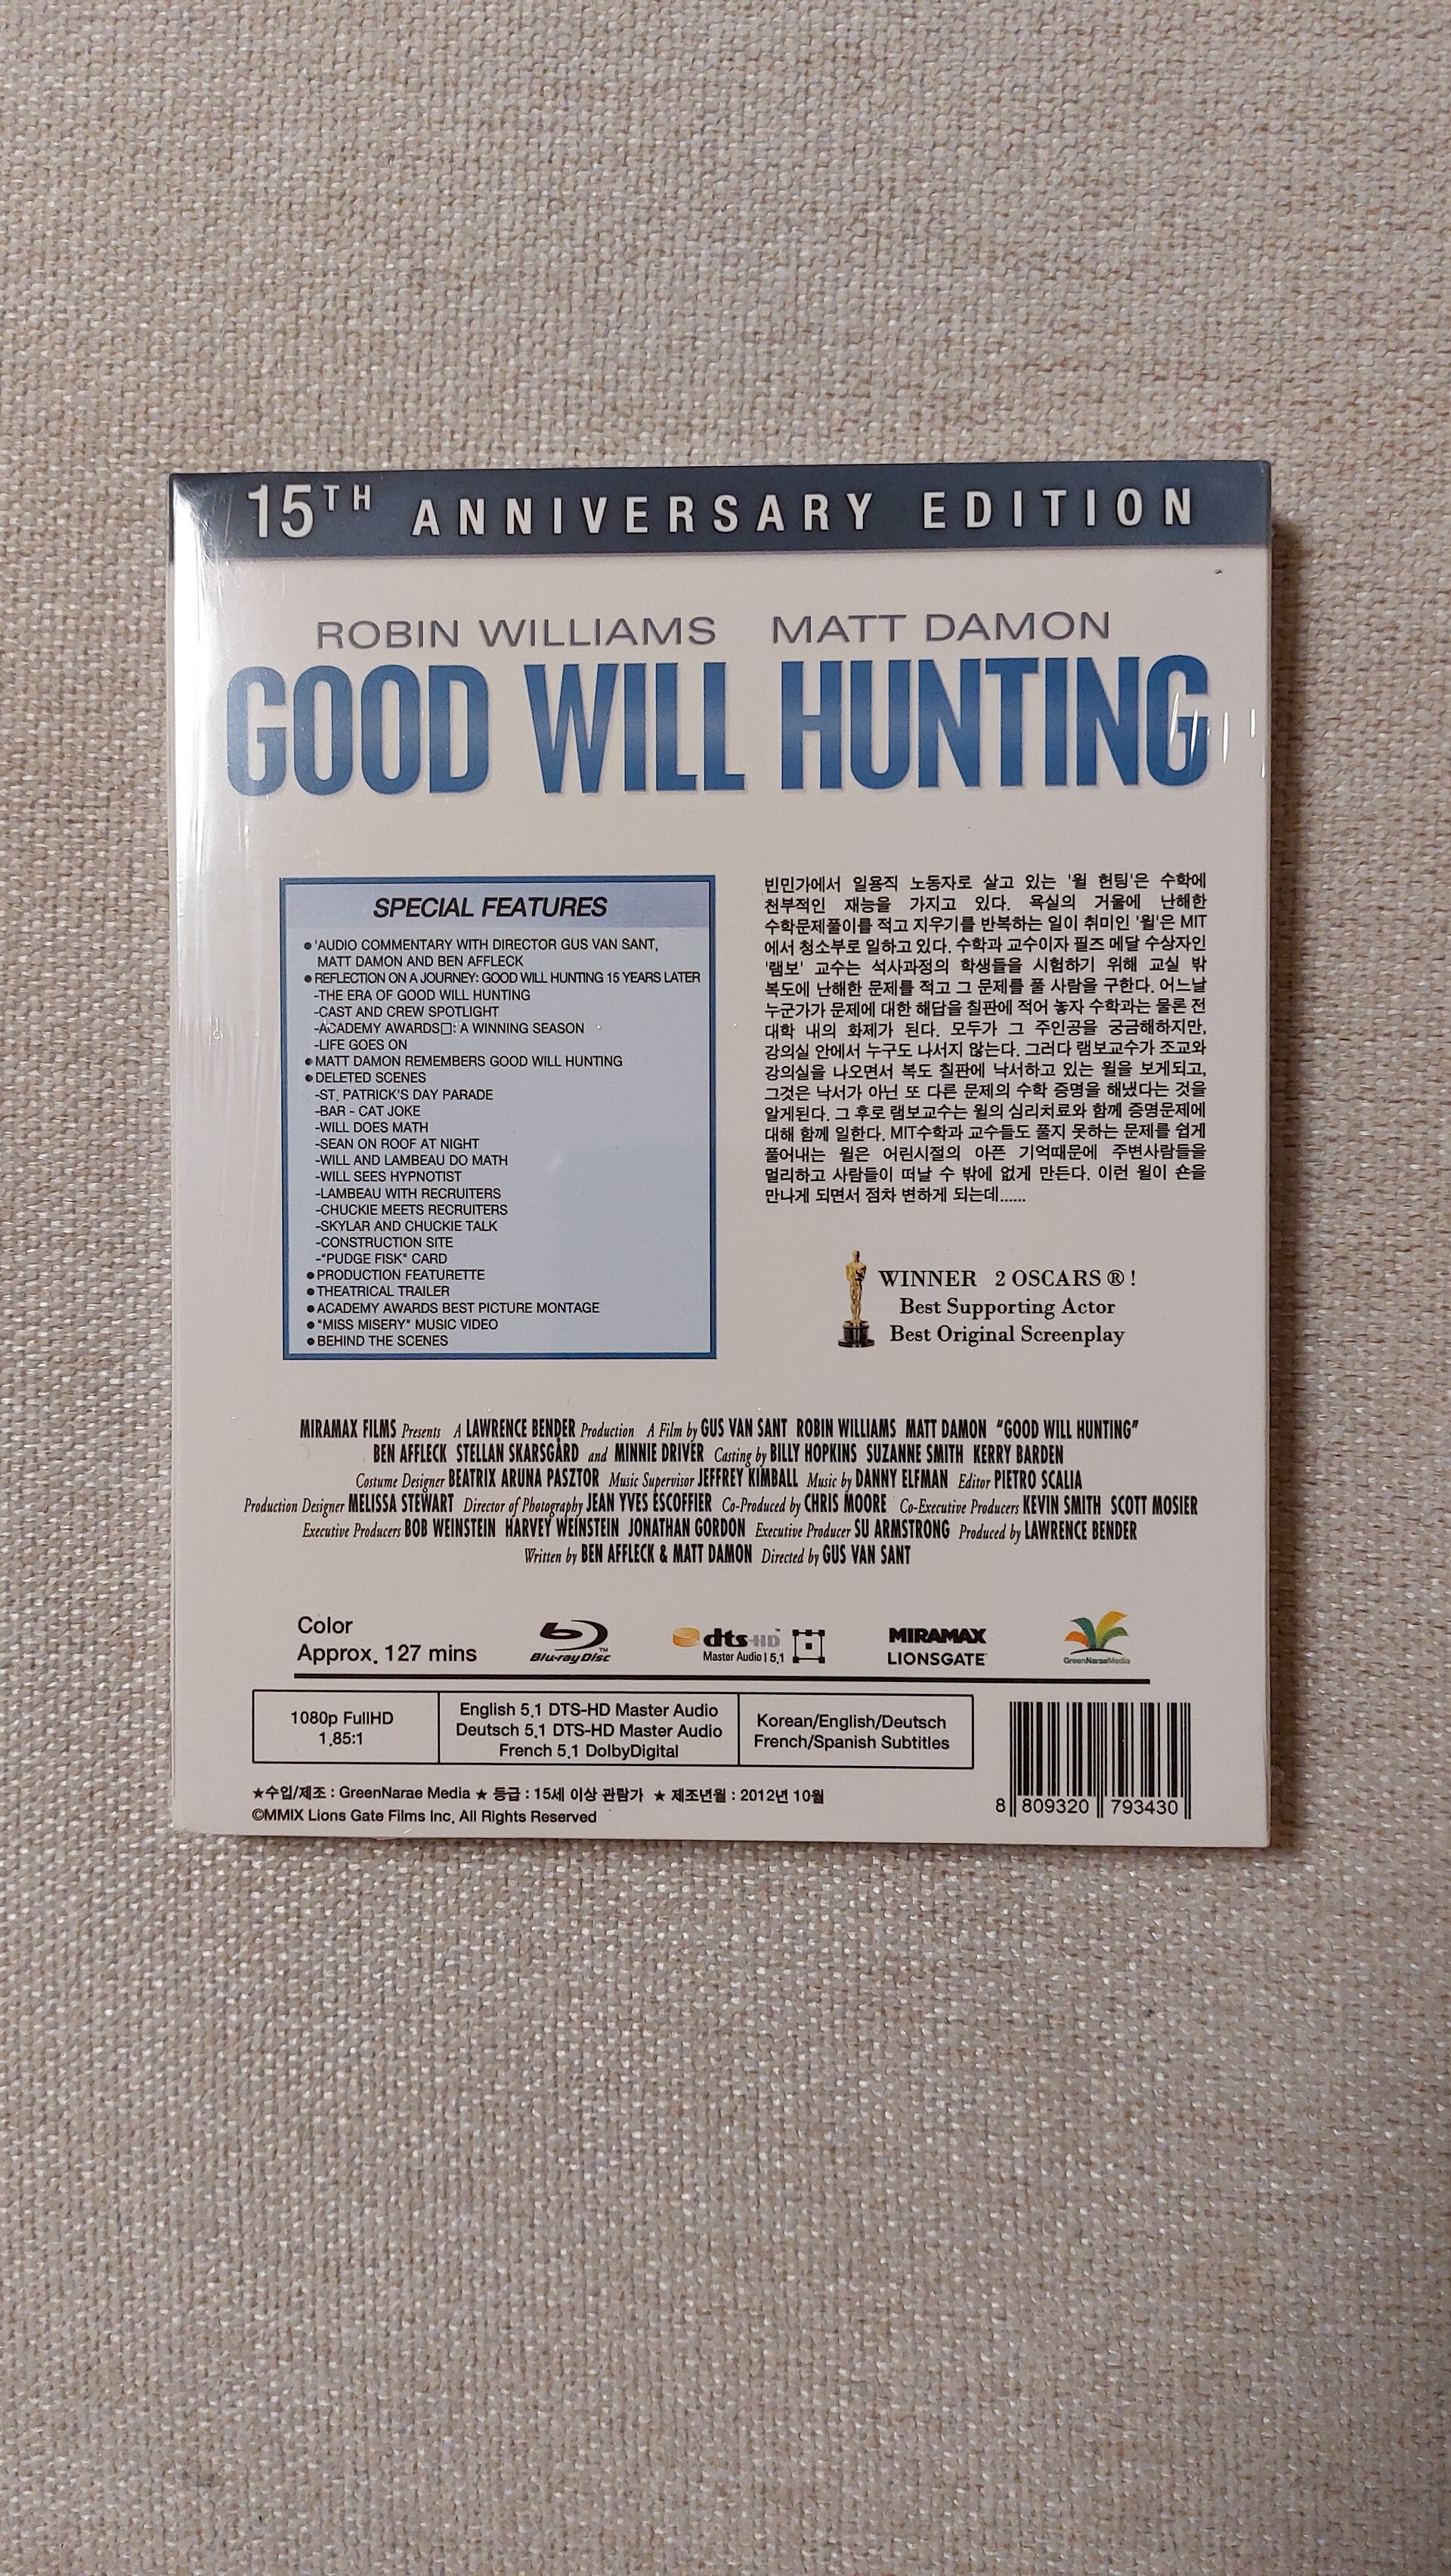 15TH ANNIVERSARY EDITION
ROBIN WILLIAMS MATT DAMON
GOOD WILL HUNTING
SPECIAL FEATURES
●'AUDIO COMMENTARY WITH DIRECTOR GUS VAN SANT,
MATT DAMON AND BEN AFFLECK
●REFLECTION ON A JOURNEY: GOOD WILL HUNTING 15 YEARS LATER
-THE ERA OF GOOD WILL HUNTING
-CAST AND CREW SPOTLIGHT
-ACADEMY AWARDS□: A WINNING SEASON
-LIFE GOES ON
●MATT DAMON REMEMBERS GOOD WILL HUNTING
●DELETED SCENES
-ST. PATRICK'S DAY PARADE
-BAR - CAT JOKE
-WILL DOES MATH
-SEAN ON ROOF AT NIGHT
-WILL AND LAMBEAU DO MATH
-WILL SEES HYPNOTIST
-LAMBEAU WITH RECRUITERS
-CHUCKIE MEETS RECRUITERS
-SKYLAR AND CHUCKIE TALK
-CONSTRUCTION SITE
-"PUDGE FISK" CARD
●PRODUCTION FEATURETTE
●THEATRICAL TRAILER
●ACADEMY AWARDS BEST PICTURE MONTAGE
●"MISS MISERY" MUSIC VIDEO
●BEHIND THE SCENES
빈민가에서 일용직 노동자로 살고 있는 '윌 헌팅'은 수학에
천부적인 재능을 가지고 있다. 욕실의 거울에 난해한
수학문제풀이를 적고 지우기를 반복하는 일이 취미인 '윌'은 MIT
에서 청소부로 일하고 있다. 수학과 교수이자 필즈 메달 수상자인
'램보' 교수는 석사과정의 학생들을 시험하기 위해 교실 밖
복도에 난해한 문제를 적고 그 문제를 풀 사람을 구한다. 어느날
누군가가 문제에 대한 해답을 칠판에 적어 놓자 수학과는 물론 전
대학 내의 화제가 된다. 모두가 그 주인공을 궁금해하지만,
강의실 안에서 누구도 나서지 않는다. 그러다 램보교수가 조교와
강의실을 나오면서 복도 칠판에 낙서하고 있는 윌을 보게되고,
그것은 낙서가 아닌 또 다른 문제의 수학 증명을 해냈다는 것을
알게된다. 그 후로 램보교수는 윌의 심리치료와 함께 증명문제에
대해 함께 일한다. MIT수학과 교수들도 풀지 못하는 문제를 쉽게
풀어내는 윌은 어린시절의 아픈 기억때문에 주변사람들을
멀리하고 사람들이 떠날 수 밖에 없게 만든다. 이런 윌이 숀을
만나게 되면서 점차 변하게 되는데......
WINNER 2 OSCARS ® !
Best Supporting Actor
Best Original Screenplay
MIRAMAX FILMS Presents A LAWRENCE BENDER Production A Film by GUS VAN SANT ROBIN WILLIAMS MATT DAMON "GOOD WILL HUNTING"
BEN AFFLECK STELLAN SKARSGÅRD and MINNIE DRIVER Casting by BILLY HOPKINS SUZANNE SMITH KERRY BARDEN
Costume Designer BEATRIX ARUNA PASZTOR Music Supervisor JEFFREY KIMBALL Music by DANNY ELFMAN Editor PIETRO SCALIA
Production Designer MELISSA STEWART Director of Photography JEAN YVES ESCOFFIER Co-Produced by CHRIS MOORE Co-Executive Producers KEVIN SMITH SCOTT MOSIER
Executive Producers BOB WEINSTEIN HARVEY WEINSTEIN JONATHAN GORDON Executive Producer SU ARMSTRONG Produced by LAWRENCE BENDER
Written by BEN AFFLECK & MATT DAMON Directed by GUS VAN SANT
Color
Approx. 127 mins
Blu-ray Disc™
dts-HD™
Master Audio | 5.1
MIRAMAX
LIONSGATE
GreenNaraeMedia
1080p FullHD
1.85:1
English 5.1 DTS-HD Master Audio
Deutsch 5.1 DTS-HD Master Audio
French 5.1 DolbyDigital
Korean/English/Deutsch
French/Spanish Subtitles
★수입/제조 : GreenNarae Media ★ 등급 : 15세 이상 관람가 ★ 제조년월 : 2012년 10월
©MMIX Lions Gate Films Inc. All Rights Reserved
8 809320 793430